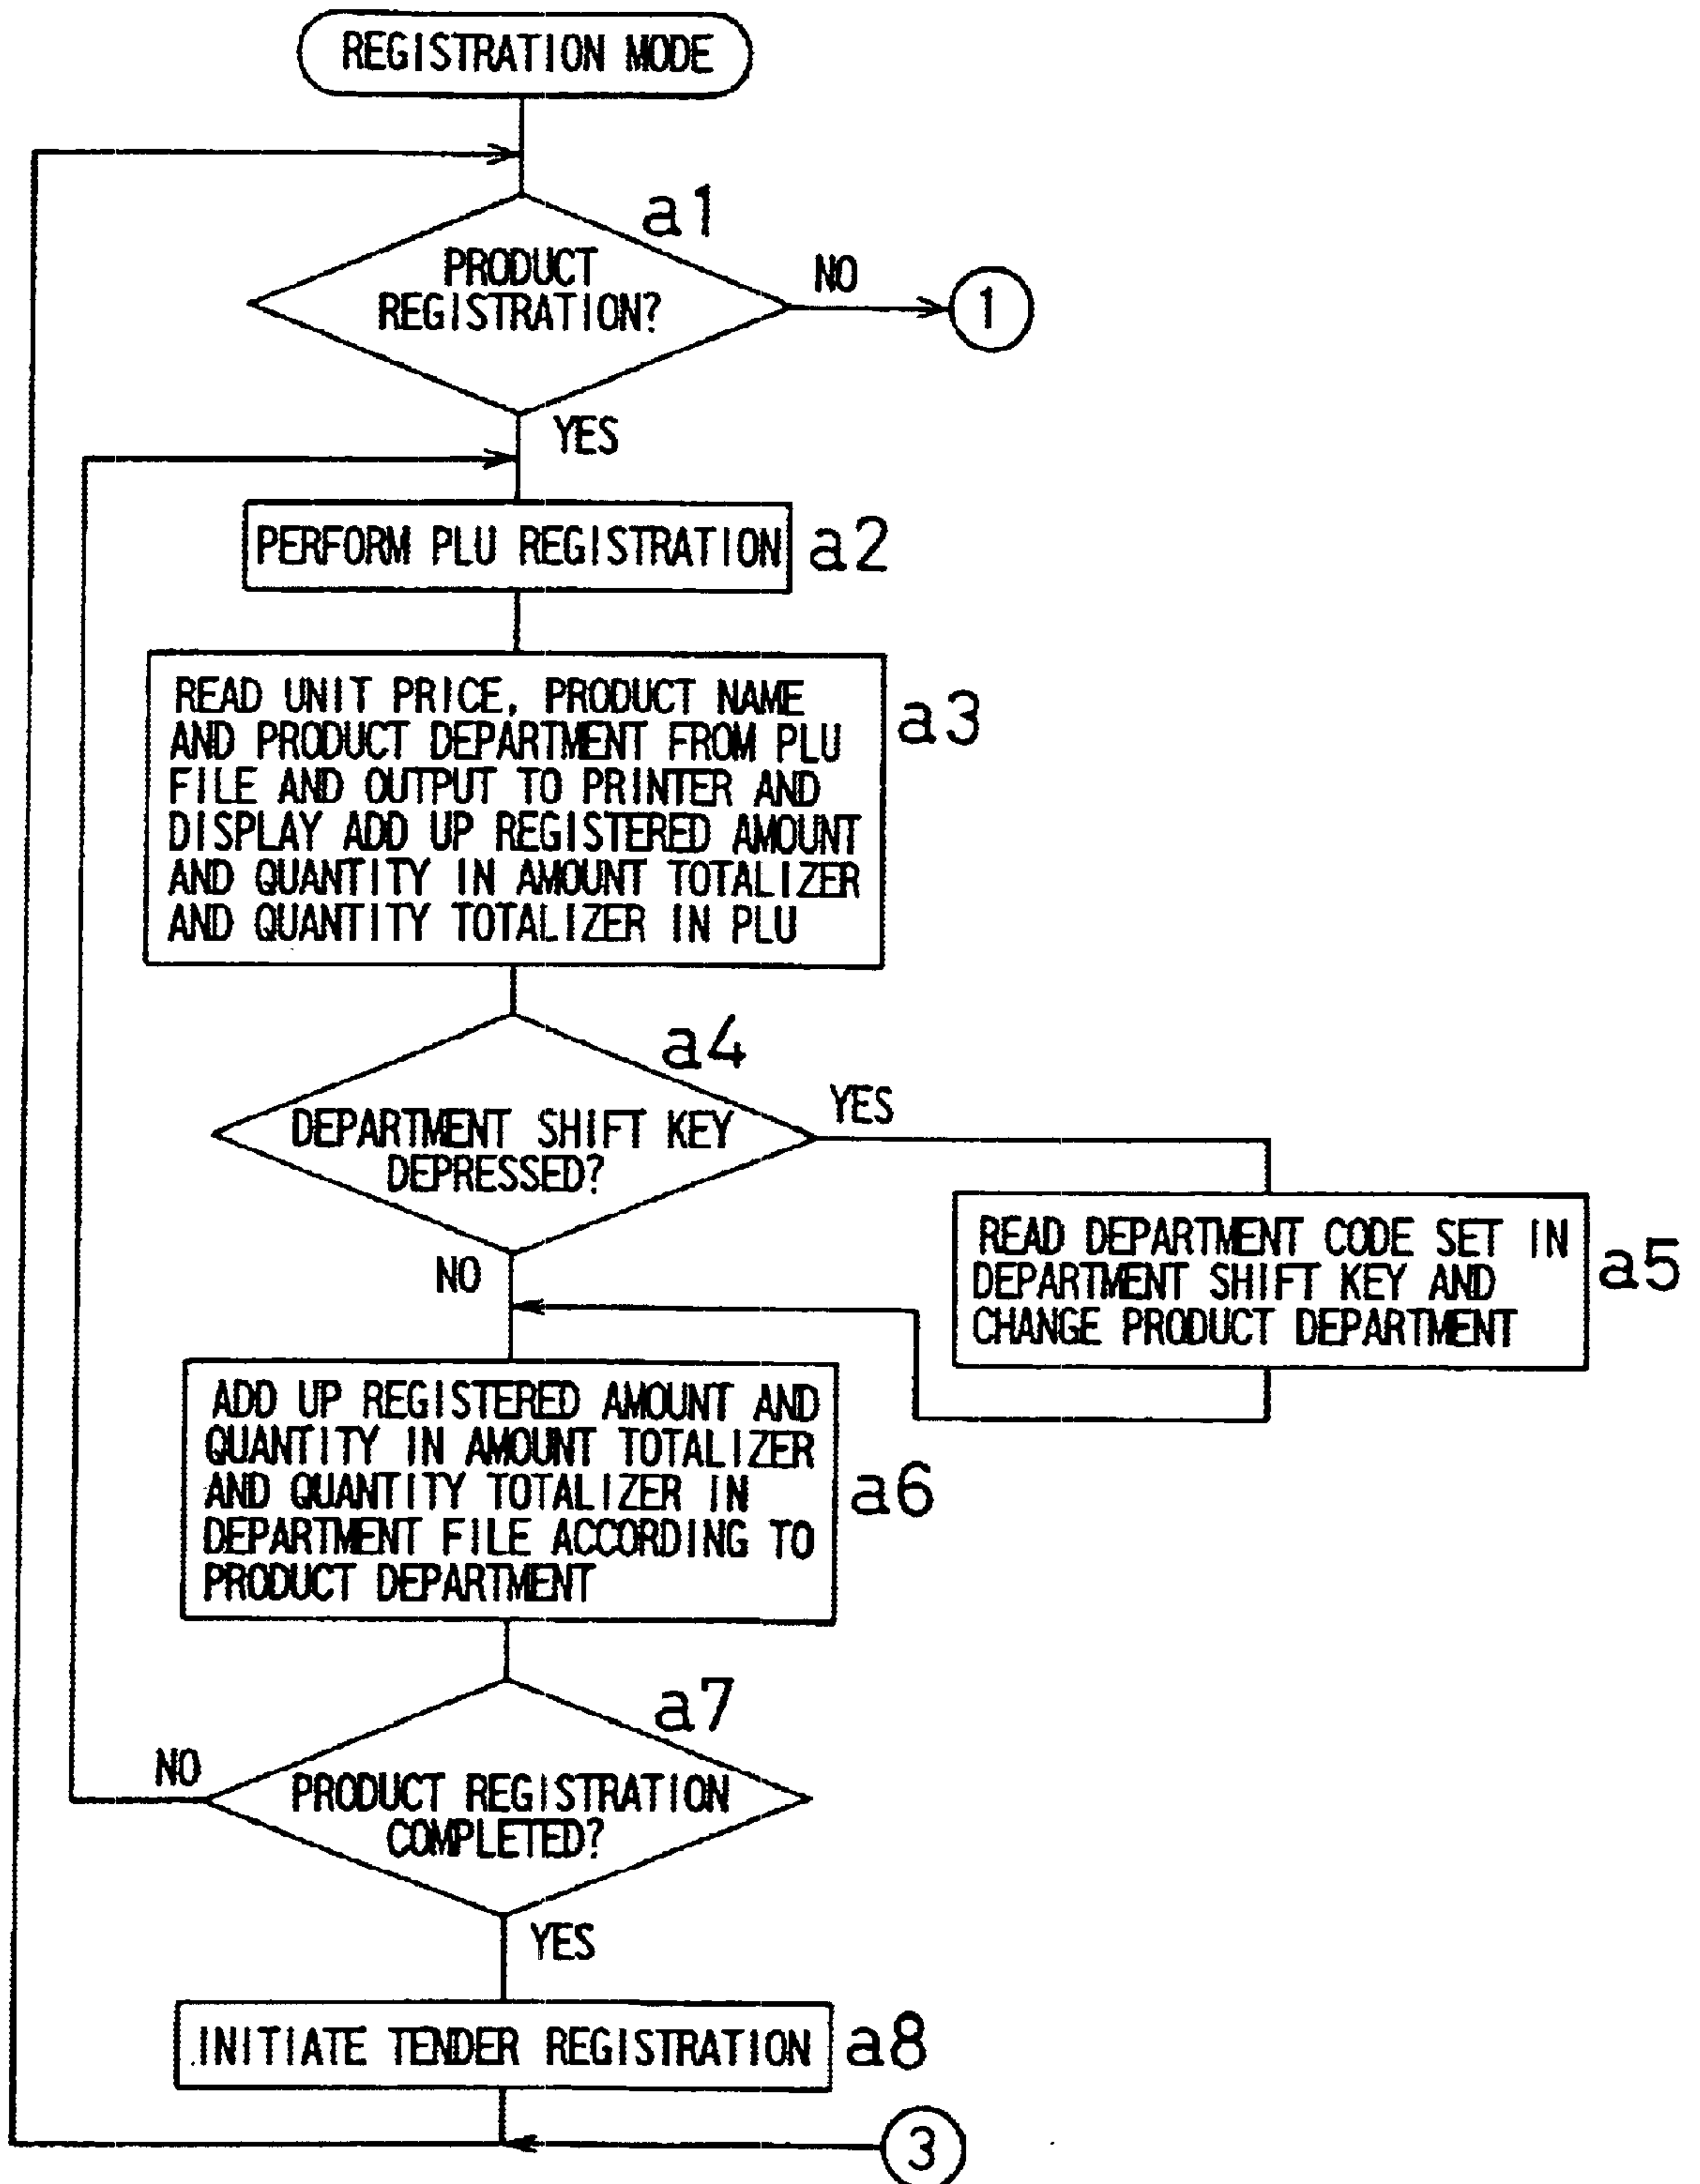 REGISTRATION MODE
a1
PRODUCT
REGISTRATION?
NO
1
YES
PERFORM PLU REGISTRATION
a2
READ UNIT PRICE, PRODUCT NAME
AND PRODUCT DEPARTMENT FROM PLU
FILE AND OUTPUT TO PRINTER AND
DISPLAY ADD UP REGISTERED AMOUNT
AND QUANTITY IN AMOUNT TOTALIZER
AND QUANTITY TOTALIZER IN PLU
a3
a4
DEPARTMENT SHIFT KEY
DEPRESSED?
YES
NO
READ DEPARTMENT CODE SET IN
DEPARTMENT SHIFT KEY AND
CHANGE PRODUCT DEPARTMENT
a5
ADD UP REGISTERED AMOUNT AND
QUANTITY IN AMOUNT TOTALIZER
AND QUANTITY TOTALIZER IN
DEPARTMENT FILE ACCORDING TO
PRODUCT DEPARTMENT
a6
a7
NO
PRODUCT REGISTRATION
COMPLETED?
YES
INITIATE TENDER REGISTRATION
a8
3